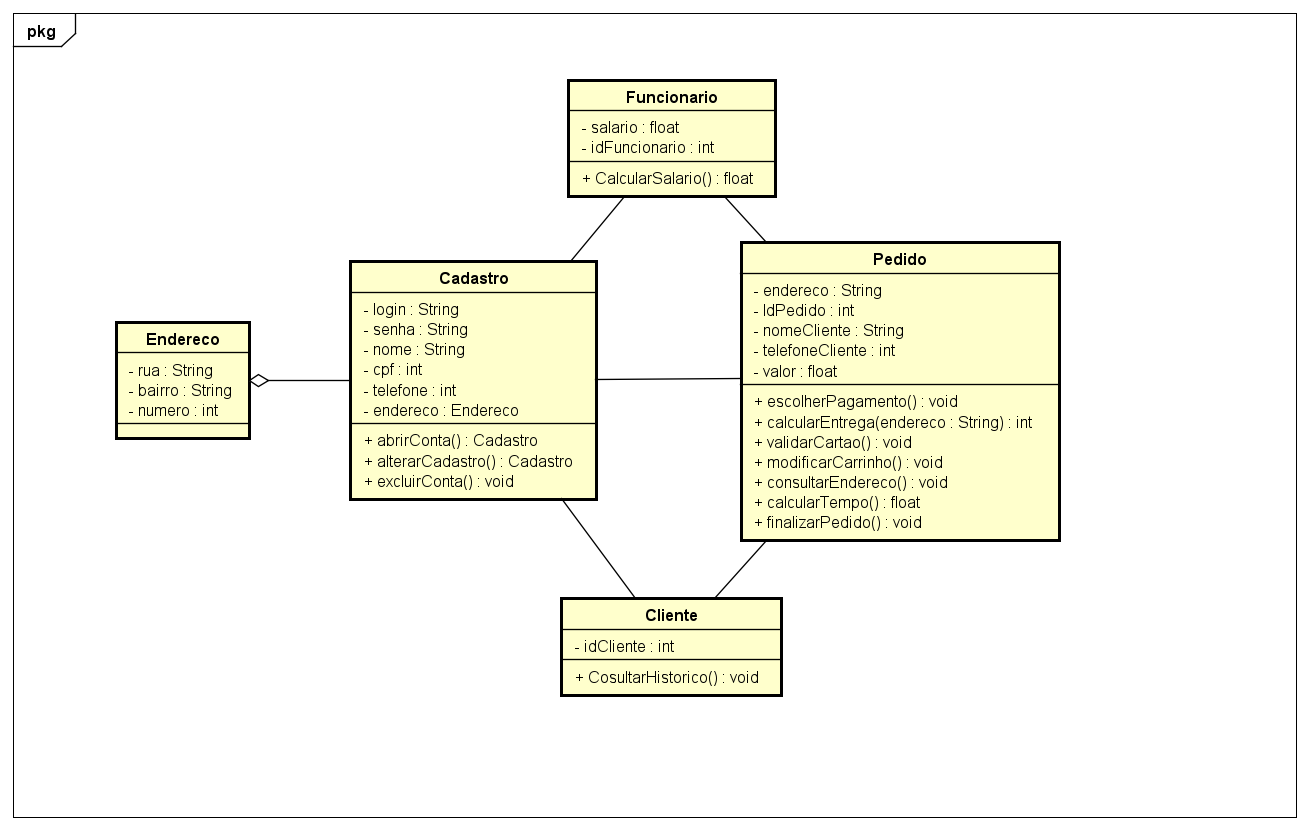 pkg
Funcionario
- salario : float
- idFuncionario : int
+ CalcularSalario() : float
Cadastro
- login : String
- senha : String
- nome : String
- cpf : int
- telefone : int
- endereco : Endereco
+ abrirConta() : Cadastro
+ alterarCadastro() : Cadastro
+ excluirConta() : void
Pedido
- endereco : String
- IdPedido : int
- nomeCliente : String
- telefoneCliente : int
- valor : float
+ escolherPagamento() : void
+ calcularEntrega(endereco : String) : int
+ validarCartao() : void
+ modificarCarrinho() : void
+ consultarEndereco() : void
+ calcularTempo() : float
+ finalizarPedido() : void
Endereco
- rua : String
- bairro : String
- numero : int
Cliente
- idCliente : int
+ CosultarHistorico() : void